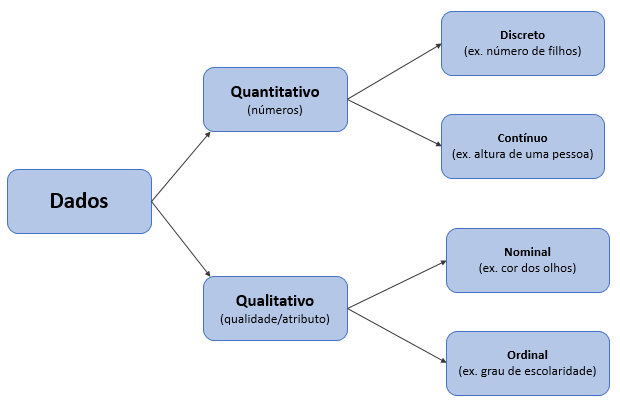 Dados
Quantitativo
(números)
Qualitativo
(qualidade/atributo)
Discreto
(ex. número de filhos)
Contínuo
(ex. altura de uma pessoa)
Nominal
(ex. cor dos olhos)
Ordinal
(ex. grau de escolaridade)